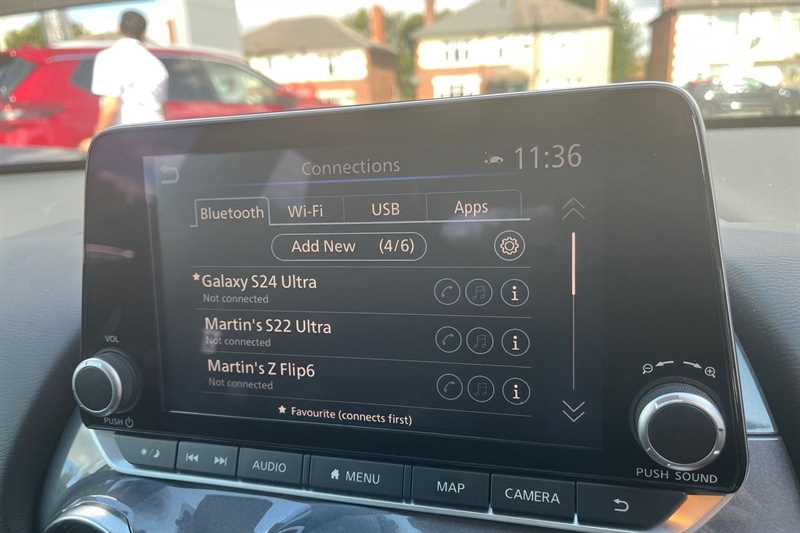 Connections
11:36
Bluetooth
Wi-Fi
USB
Apps
Add New (4/6)
Galaxy S24 Ultra
Not connected
i
Martin's S22 Ultra
Not connected
i
Martin's Z Flip6
Not connected
i
Favourite (connects first)
VOL
PUSH
PUSH SOUND
AUDIO
MENU
MAP
CAMERA